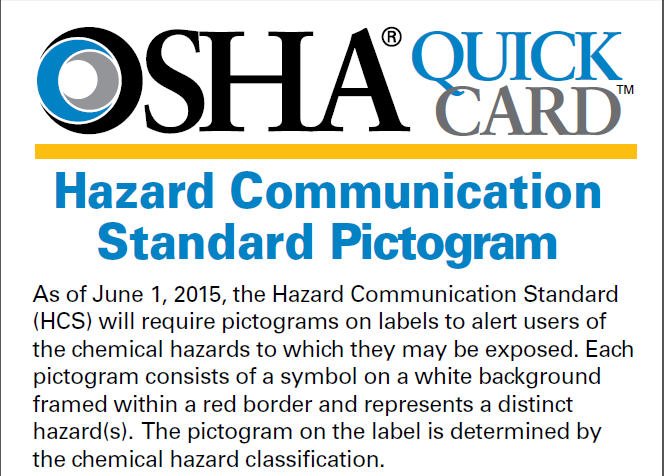 OSHA® QUICK CARD™
Hazard Communication
Standard Pictogram
As of June 1, 2015, the Hazard Communication Standard
(HCS) will require pictograms on labels to alert users of
the chemical hazards to which they may be exposed. Each
pictogram consists of a symbol on a white background
framed within a red border and represents a distinct
hazard(s). The pictogram on the label is determined by
the chemical hazard classification.